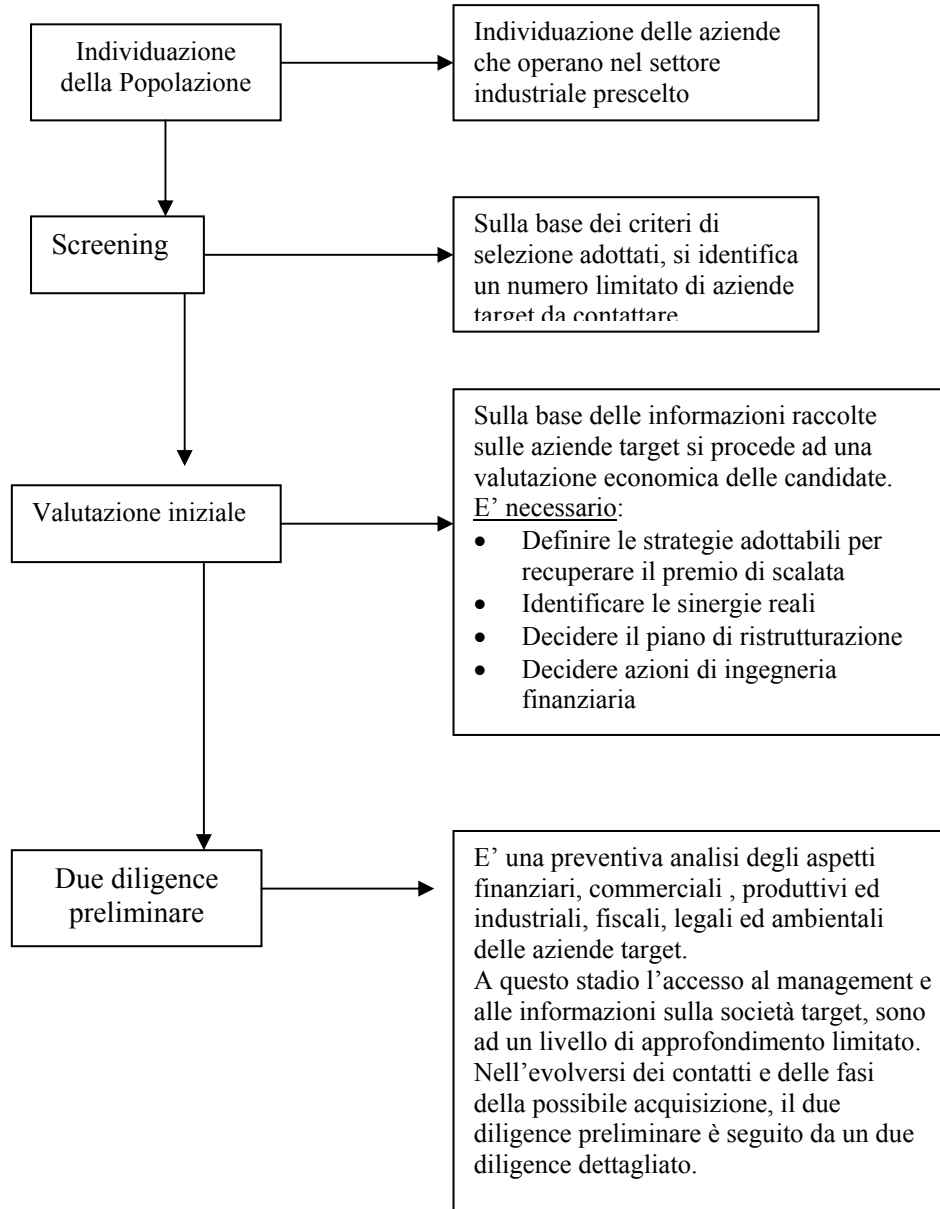 Individuazione
della Popolazione
Individuazione delle aziende
che operano nel settore
industriale prescelto
Screening
Sulla base dei criteri di
selezione adottati, si identifica
un numero limitato di aziende
target da contattare
Valutazione iniziale
Sulla base delle informazioni raccolte
sulle aziende target si procede ad una
valutazione economica delle candidate.
E’ necessario:
• Definire le strategie adottabili per
recuperare il premio di scalata
• Identificare le sinergie reali
• Decidere il piano di ristrutturazione
• Decidere azioni di ingegneria
finanziaria
Due diligence
preliminare
E’ una preventiva analisi degli aspetti
finanziari, commerciali , produttivi ed
industriali, fiscali, legali ed ambientali
delle aziende target.
A questo stadio l’accesso al management e
alle informazioni sulla società target, sono
ad un livello di approfondimento limitato.
Nell’evolversi dei contatti e delle fasi
della possibile acquisizione, il due
diligence preliminare è seguito da un due
diligence dettagliato.